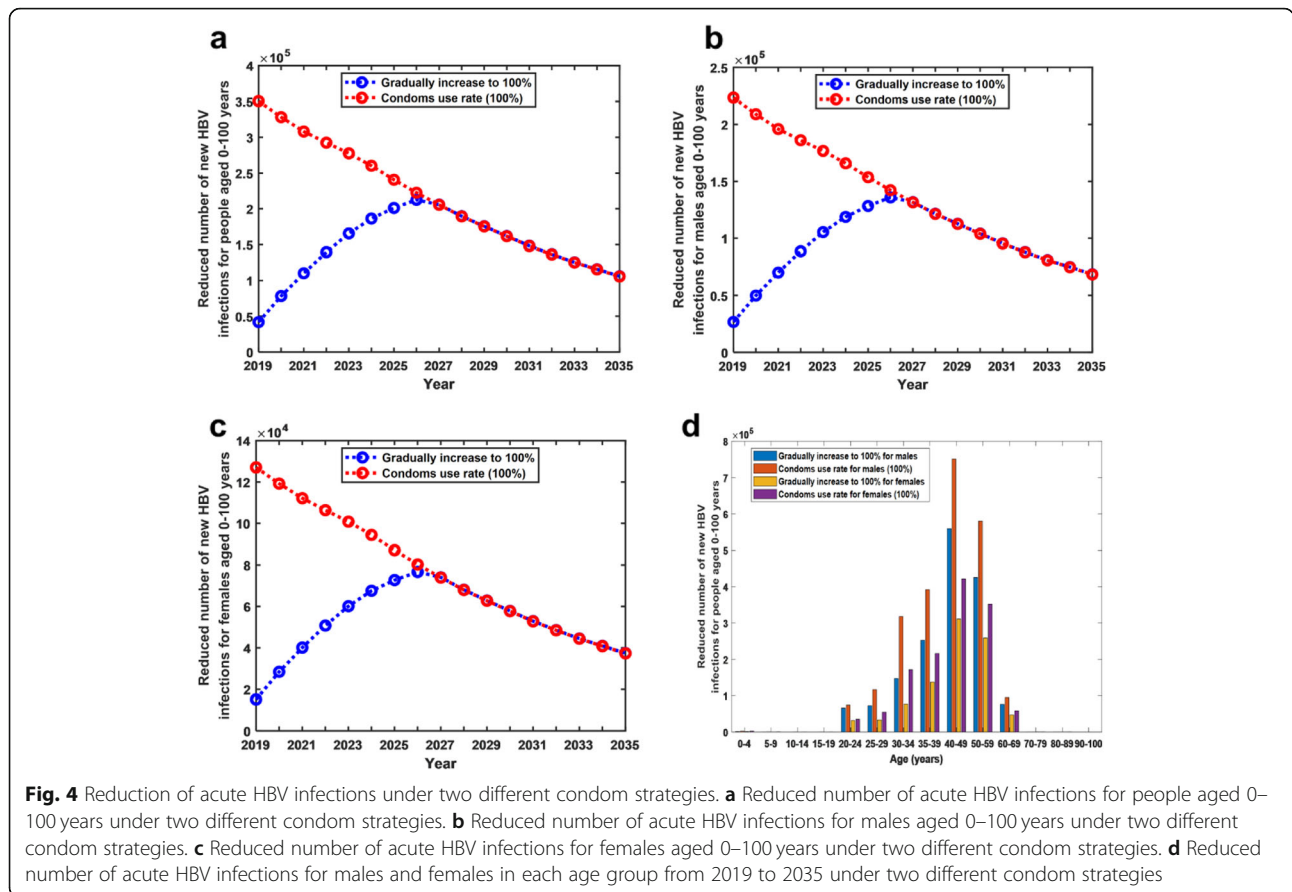 a
×10⁵
4
3.5
3
2.5
2
1.5
1
0.5
0
Reduced number of new HBV
infections for people aged 0-100 years
Gradually increase to 100%
Condoms use rate (100%)
2019 2021 2023 2025 2027 2029 2031 2033 2035
Year
b
×10⁵
2.5
2
1.5
1
0.5
0
Reduced number of new HBV
infections for males aged 0-100 years
Gradually increase to 100%
Condoms use rate (100%)
2019 2021 2023 2025 2027 2029 2031 2033 2035
Year
c
×10⁴
14
12
10
8
6
4
2
0
Reduced number of new HBV
infections for females aged 0-100 years
Gradually increase to 100%
Condoms use rate (100%)
2019 2021 2023 2025 2027 2029 2031 2033 2035
Year
d
×10⁵
8
7
6
5
4
3
2
1
0
Reduced number of new HBV
infections for people aged 0-100 years
Gradually increase to 100% for males
Condoms use rate for males (100%)
Gradually increase to 100% for females
Condoms use rate for females (100%)
0-4 5-9 10-14 15-19 20-24 25-29 30-34 35-39 40-49 50-59 60-69 70-79 80-89 90-100
Age (years)
Fig. 4 Reduction of acute HBV infections under two different condom strategies. a Reduced number of acute HBV infections for people aged 0–
100 years under two different condom strategies. b Reduced number of acute HBV infections for males aged 0–100 years under two different
condom strategies. c Reduced number of acute HBV infections for females aged 0–100 years under two different condom strategies. d Reduced
number of acute HBV infections for males and females in each age group from 2019 to 2035 under two different condom strategies